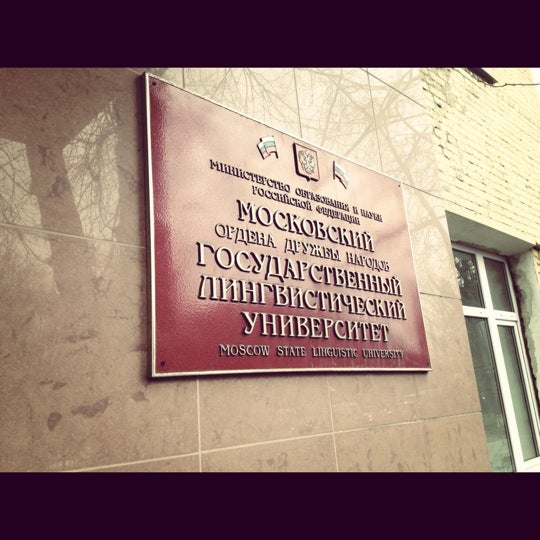 МИНИСТЕРСТВО ОБРАЗОВАНИЯ И НАУКИ
РОССИЙСКОЙ ФЕДЕРАЦИИ
МОСКОВСКИЙ
ОРДЕНА ДРУЖБЫ НАРОДОВ
ГОСУДАРСТВЕННЫЙ
ЛИНГВИСТИЧЕСКИЙ
УНИВЕРСИТЕТ
MOSCOW STATE LINGUISTIC UNIVERSITY